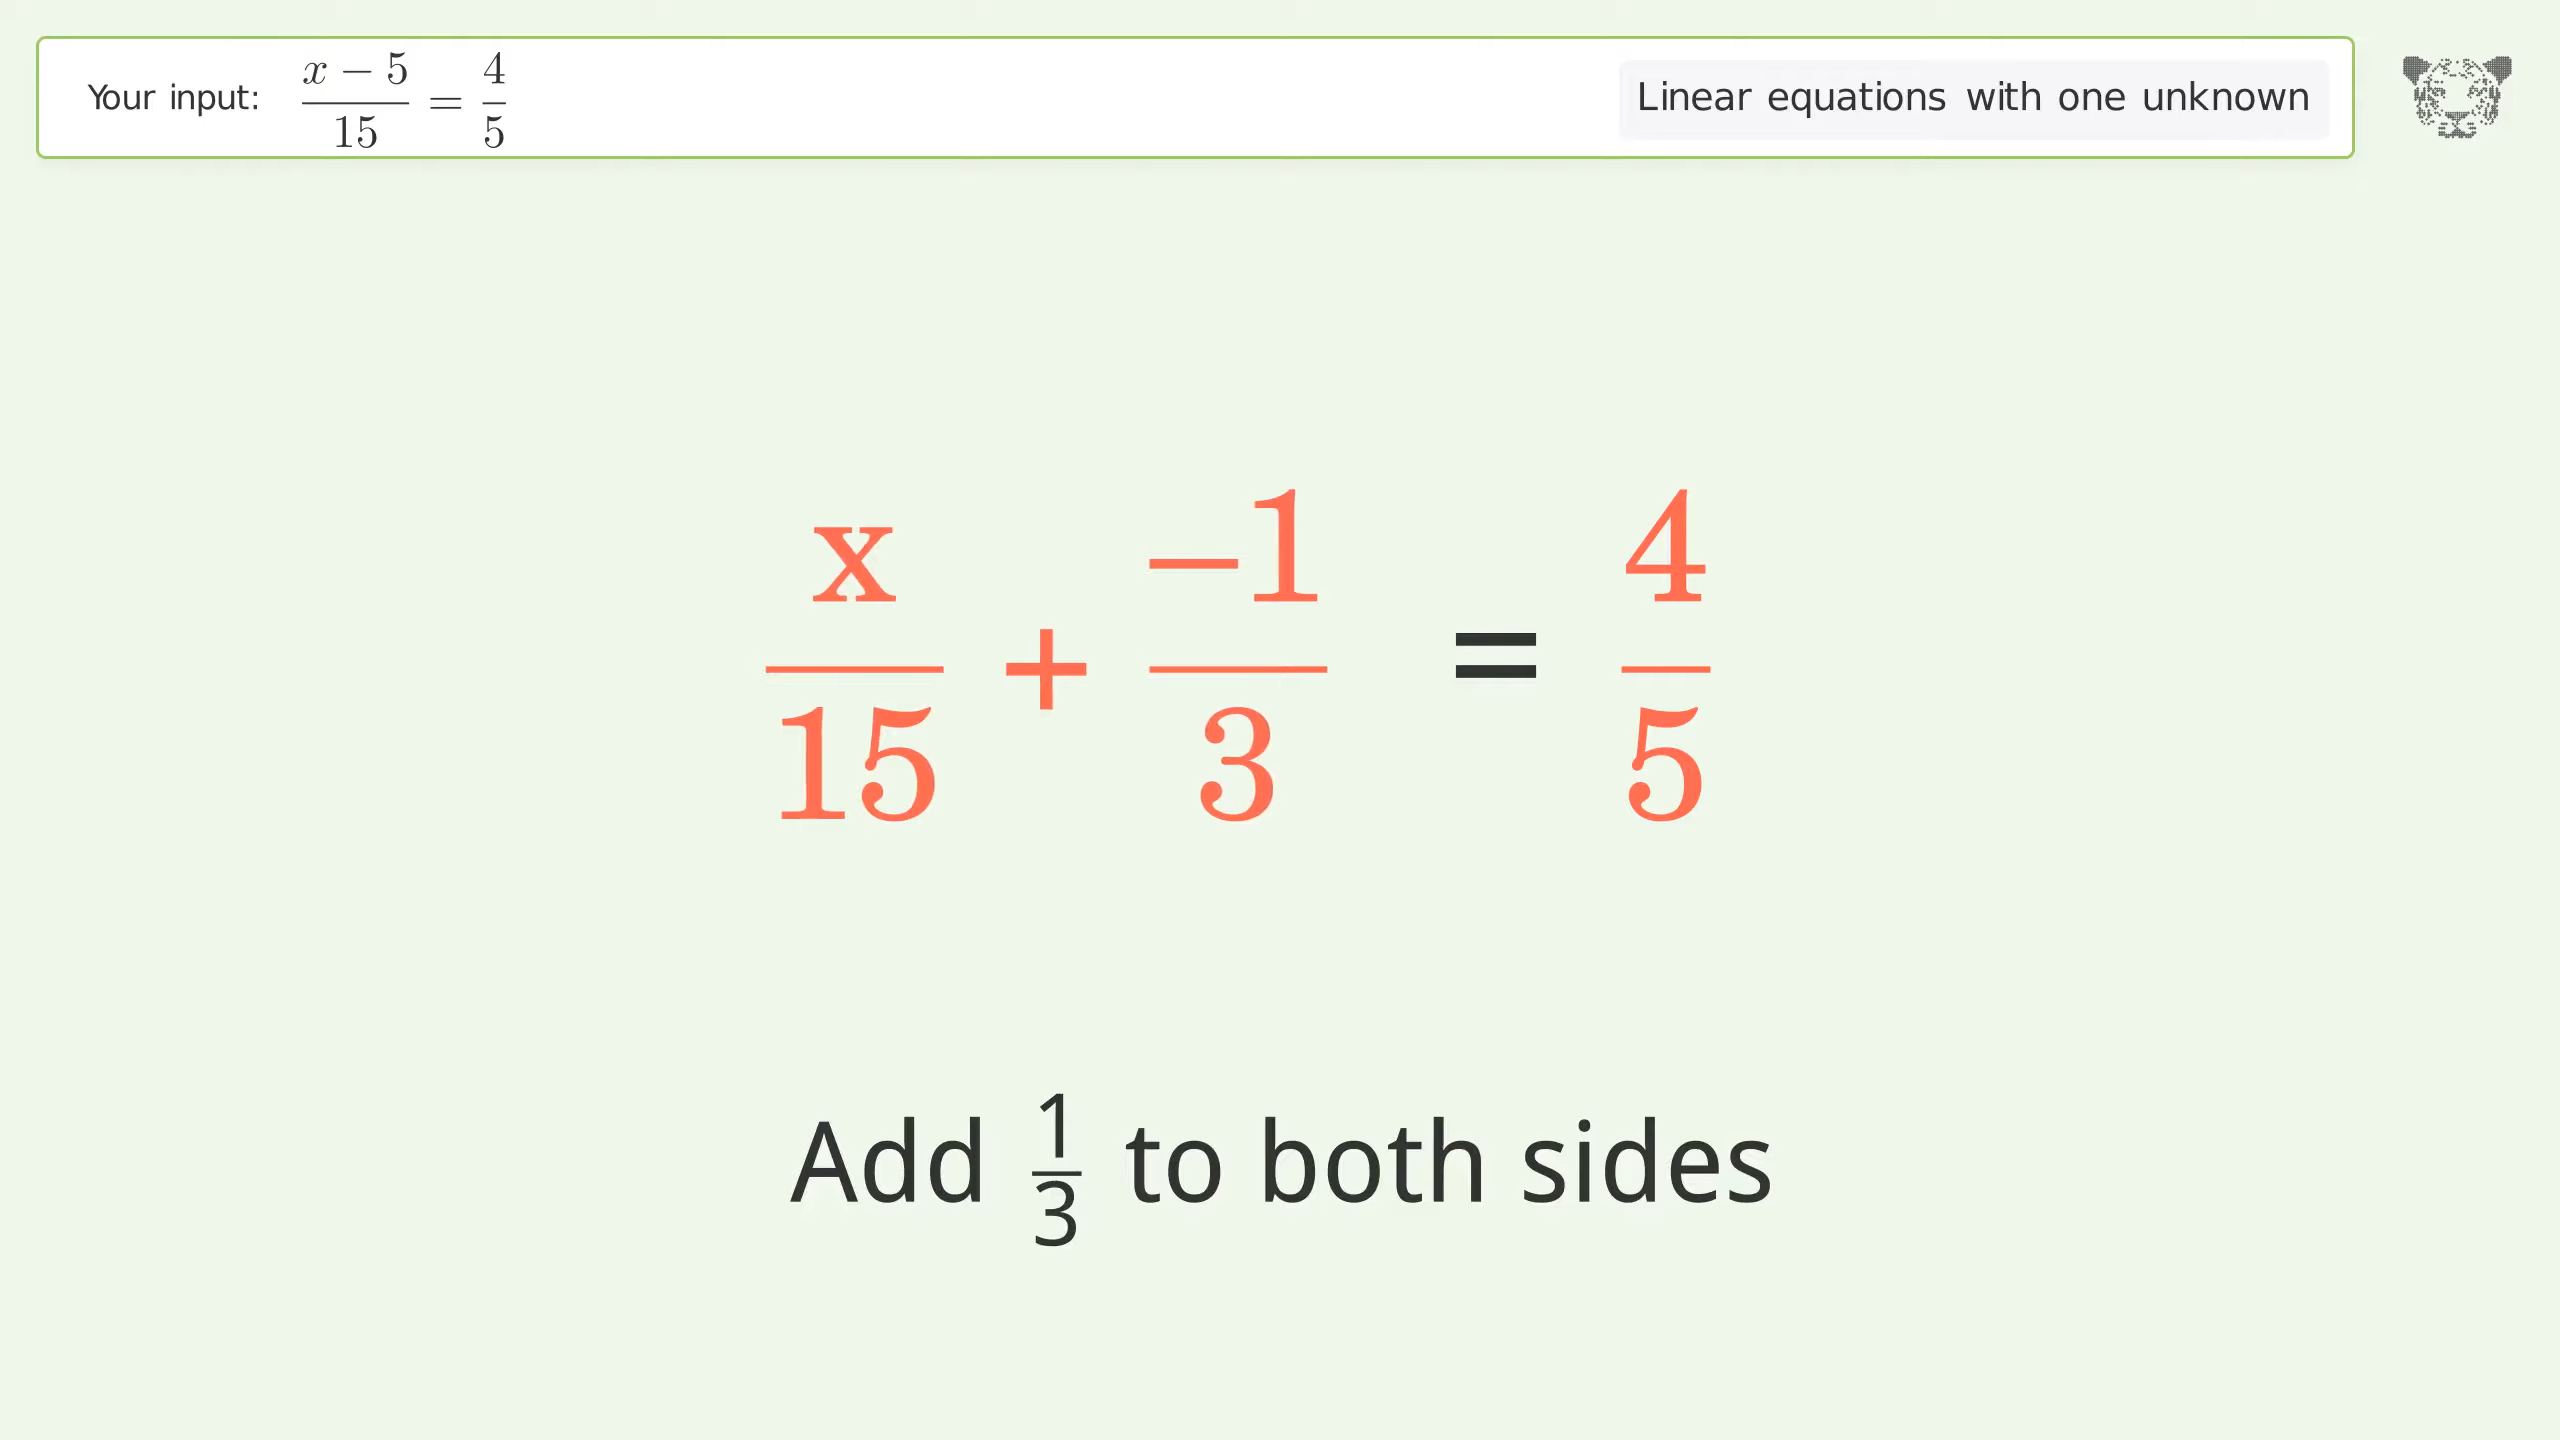 Your input: x − 5 / 15 = 4 / 5
Linear equations with one unknown
x / 15 + −1 / 3 = 4 / 5
Add 1/3 to both sides